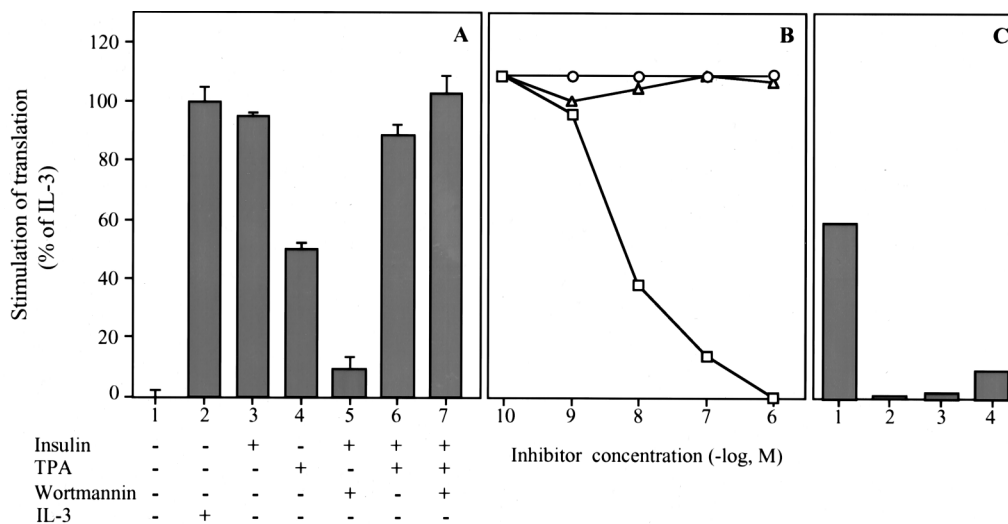 A B C
Stimulation of translation
(% of IL-3)
120
100
80
60
40
20
0
1 2 3 4 5 6 7
10 9 8 7 6
1 2 3 4
Inhibitor concentration (-log, M)
Insulin - - + - + + +
TPA - - - + - + +
Wortmannin - - - - + - +
IL-3 - + - - - - -